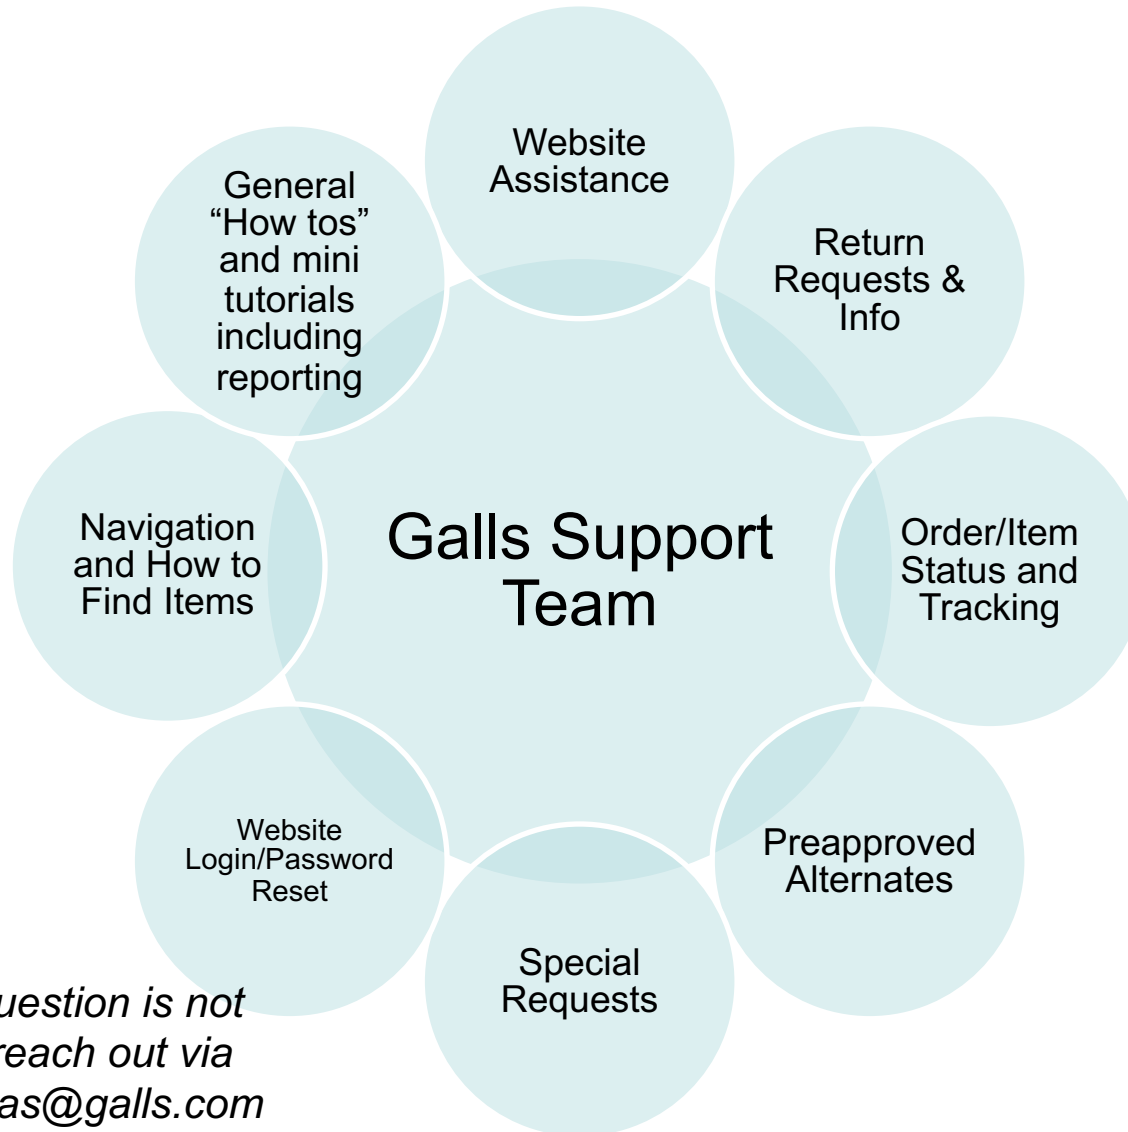 Website
Assistance
Return
Requests &
Info
Order/Item
Status and
Tracking
Preapproved
Alternates
Special
Requests
Website
Login/Password
Reset
Navigation
and How to
Find Items
General
“How tos”
and mini
tutorials
including
reporting
Galls Support
Team
question is not
reach out via
as@galls.com